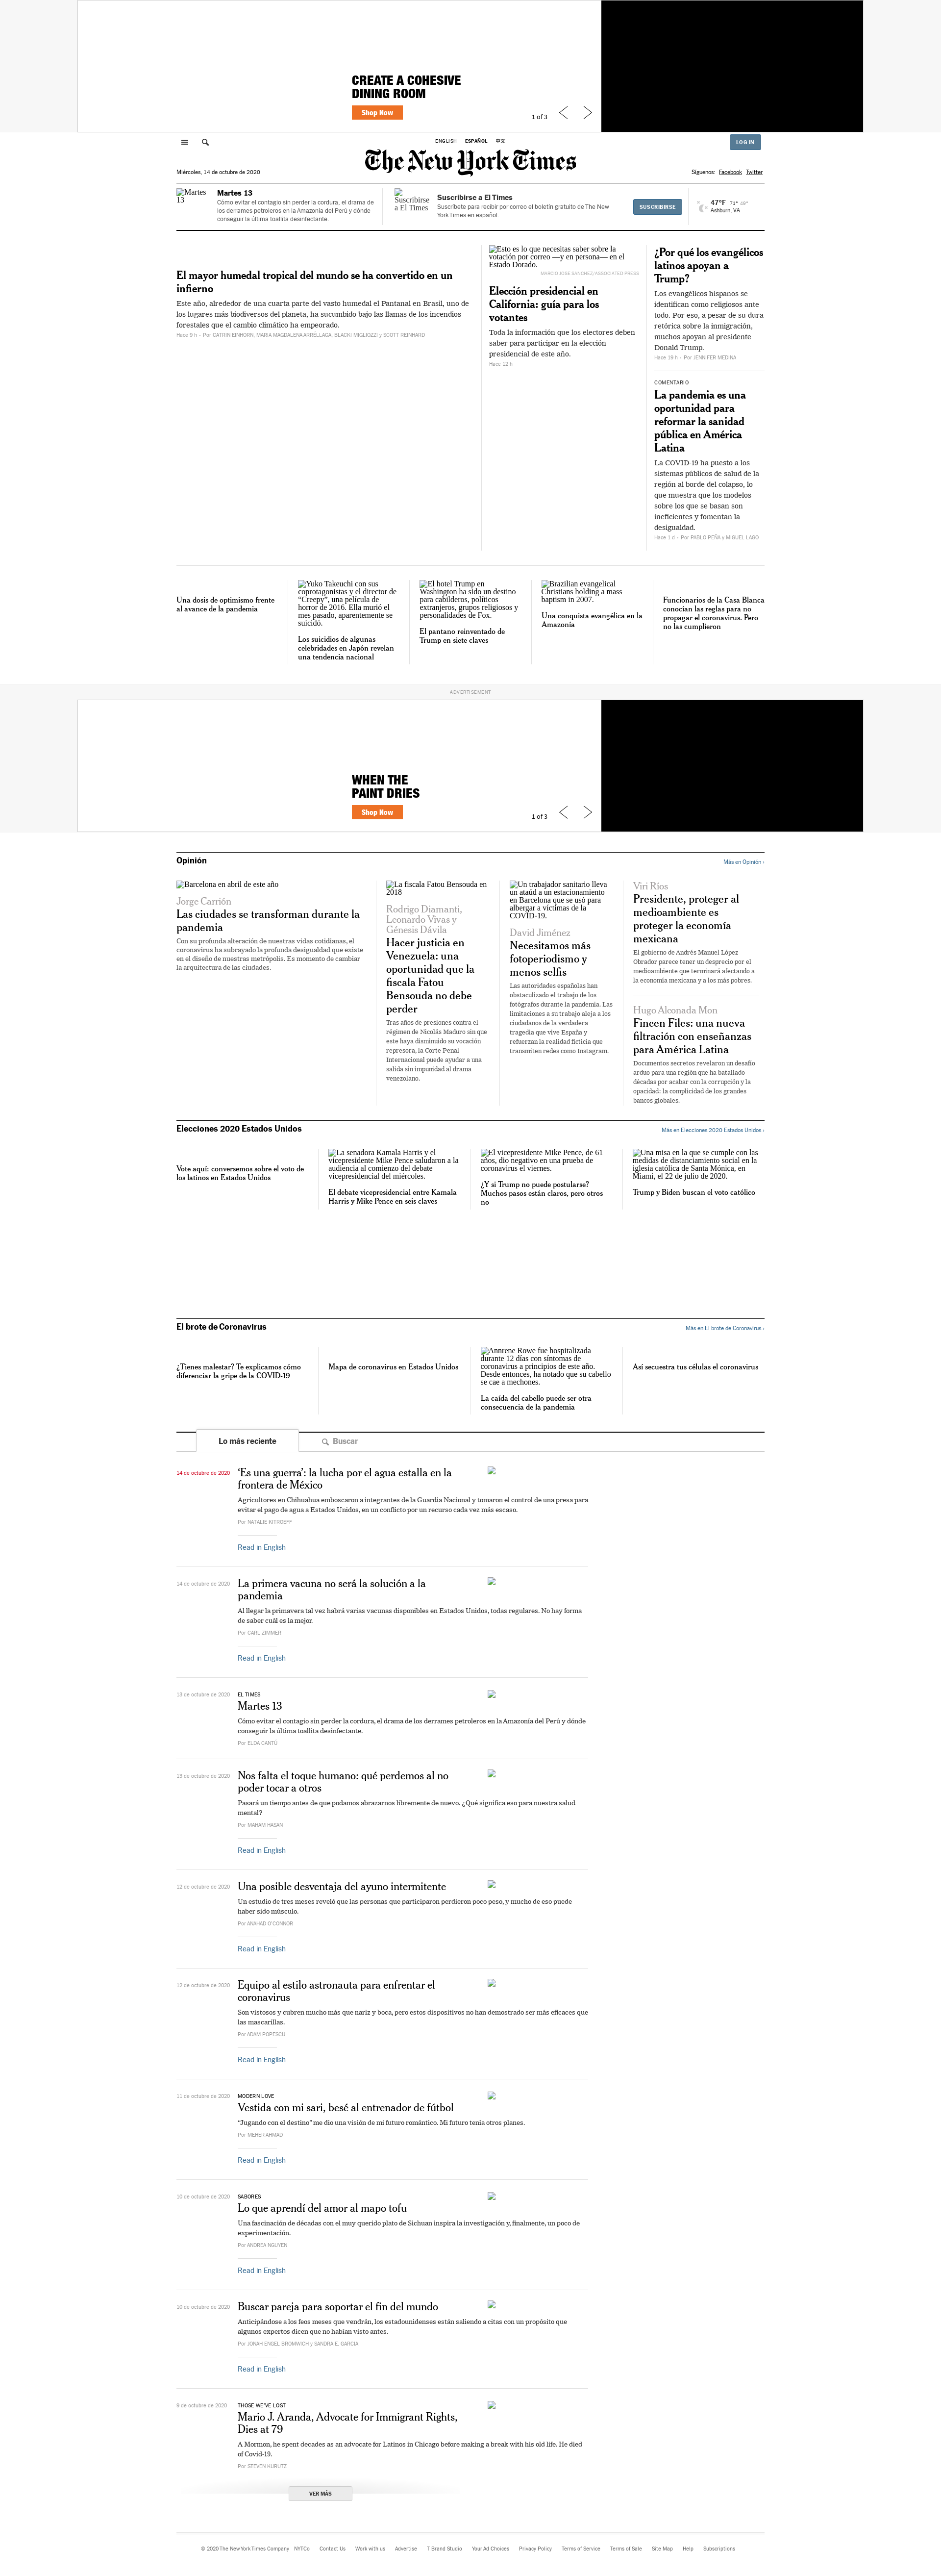 CREATE A COHESIVE
DINING ROOM
Shop Now
1 of 3
ENGLISH ESPAÑOL 中文
LOG IN
The New York Times
Miércoles, 14 de octubre de 2020
Síguenos: Facebook Twitter
Martes 13
Martes 13
Cómo evitar el contagio sin perder la cordura, el drama de
los derrames petroleros en la Amazonía del Perú y dónde
conseguir la última toallita desinfectante.
Suscribirse a El Times
Suscribirse a El Times
Suscríbete para recibir por correo el boletín gratuito de The New
York Times en español.
SUSCRIBIRSE
47°F 71° 49°
Ashburn, VA
El mayor humedal tropical del mundo se ha convertido en un
infierno
Este año, alrededor de una cuarta parte del vasto humedal el Pantanal en Brasil, uno de
los lugares más biodiversos del planeta, ha sucumbido bajo las llamas de los incendios
forestales que el cambio climático ha empeorado.
Hace 9 h - Por CATRIN EINHORN, MARIA MAGDALENA ARRÉLLAGA, BLACKI MIGLIOZZI y SCOTT REINHARD
Esto es lo que necesitas saber sobre la
votación por correo —y en persona— en el
Estado Dorado.
MARCIO JOSE SANCHEZ/ASSOCIATED PRESS
Elección presidencial en
California: guía para los
votantes
Toda la información que los electores deben
saber para participar en la elección
presidencial de este año.
Hace 12 h
¿Por qué los evangélicos
latinos apoyan a
Trump?
Los evangélicos hispanos se
identifican como religiosos ante
todo. Por eso, a pesar de su dura
retórica sobre la inmigración,
muchos apoyan al presidente
Donald Trump.
Hace 19 h - Por JENNIFER MEDINA
COMENTARIO
La pandemia es una
oportunidad para
reformar la sanidad
pública en América
Latina
La COVID-19 ha puesto a los
sistemas públicos de salud de la
región al borde del colapso, lo
que muestra que los modelos
sobre los que se basan son
ineficientes y fomentan la
desigualdad.
Hace 1 d - Por PABLO PEÑA y MIGUEL LAGO
Una dosis de optimismo frente
al avance de la pandemia
Yuko Takeuchi con sus
coprotagonistas y el director de
"Creepy", una película de
horror de 2016. Ella murió el
mes pasado, aparentemente se
suicidó.
Los suicidios de algunas
celebridades en Japón revelan
una tendencia nacional
El hotel Trump en
Washington ha sido un destino
para cabilderos, políticos
extranjeros, grupos religiosos y
personalidades de Fox.
El pantano reinventado de
Trump en siete claves
Brazilian evangelical
Christians holding a mass
baptism in 2007.
Una conquista evangélica en la
Amazonía
Funcionarios de la Casa Blanca
conocían las reglas para no
propagar el coronavirus. Pero
no las cumplieron
ADVERTISEMENT
WHEN THE
PAINT DRIES
Shop Now
1 of 3
Opinión
Más en Opinión ›
Barcelona en abril de este año
Jorge Carrión
Las ciudades se transforman durante la
pandemia
Con su profunda alteración de nuestras vidas cotidianas, el
coronavirus ha subrayado la profunda desigualdad que existe
en el diseño de nuestras metrópolis. Es momento de cambiar
la arquitectura de las ciudades.
La fiscala Fatou Bensouda en
2018
Rodrigo Diamanti,
Leonardo Vivas y
Génesis Dávila
Hacer justicia en
Venezuela: una
oportunidad que la
fiscala Fatou
Bensouda no debe
perder
Tras años de presiones contra el
régimen de Nicolás Maduro sin que
este haya disminuido su vocación
represora, la Corte Penal
Internacional puede ayudar a una
salida sin impunidad al drama
venezolano.
Un trabajador sanitario lleva
un ataúd a un estacionamiento
en Barcelona que se usó para
albergar a víctimas de la
COVID-19.
David Jiménez
Necesitamos más
fotoperiodismo y
menos selfis
Las autoridades españolas han
obstaculizado el trabajo de los
fotógrafos durante la pandemia. Las
limitaciones a su trabajo aleja a los
ciudadanos de la verdadera
tragedia que vive España y
refuerzan la realidad ficticia que
transmiten redes como Instagram.
Viri Ríos
Presidente, proteger al
medioambiente es
proteger la economía
mexicana
El gobierno de Andrés Manuel López
Obrador parece tener un desprecio por el
medioambiente que terminará afectando a
la economía mexicana y a los más pobres.
Hugo Alconada Mon
Fincen Files: una nueva
filtración con enseñanzas
para América Latina
Documentos secretos revelaron un desafío
arduo para una región que ha batallado
décadas por acabar con la corrupción y la
opacidad: la complicidad de los grandes
bancos globales.
Elecciones 2020 Estados Unidos
Más en Elecciones 2020 Estados Unidos ›
Vote aquí: conversemos sobre el voto de
los latinos en Estados Unidos
La senadora Kamala Harris y el
vicepresidente Mike Pence saludaron a la
audiencia al comienzo del debate
vicepresidencial del miércoles.
El debate vicepresidencial entre Kamala
Harris y Mike Pence en seis claves
El vicepresidente Mike Pence, de 61
años, dio negativo en una prueba de
coronavirus el viernes.
¿Y si Trump no puede postularse?
Muchos pasos están claros, pero otros
no
Una misa en la que se cumple con las
medidas de distanciamiento social en la
iglesia católica de Santa Mónica, en
Miami, el 22 de julio de 2020.
Trump y Biden buscan el voto católico
El brote de Coronavirus
Más en El brote de Coronavirus ›
¿Tienes malestar? Te explicamos cómo
diferenciar la gripe de la COVID-19
Mapa de coronavirus en Estados Unidos
Annrene Rowe fue hospitalizada
durante 12 días con síntomas de
coronavirus a principios de este año.
Desde entonces, ha notado que su cabello
se cae a mechones.
La caída del cabello puede ser otra
consecuencia de la pandemia
Así secuestra tus células el coronavirus
Lo más reciente
Buscar
14 de octubre de 2020
‘Es una guerra’: la lucha por el agua estalla en la
frontera de México
Agricultores en Chihuahua emboscaron a integrantes de la Guardia Nacional y tomaron el control de una presa para
evitar el pago de agua a Estados Unidos, en un conflicto por un recurso cada vez más escaso.
Por NATALIE KITROEFF
Read in English
14 de octubre de 2020
La primera vacuna no será la solución a la
pandemia
Al llegar la primavera tal vez habrá varias vacunas disponibles en Estados Unidos, todas regulares. No hay forma
de saber cuál es la mejor.
Por CARL ZIMMER
Read in English
13 de octubre de 2020
EL TIMES
Martes 13
Cómo evitar el contagio sin perder la cordura, el drama de los derrames petroleros en la Amazonía del Perú y dónde
conseguir la última toallita desinfectante.
Por ELDA CANTÚ
13 de octubre de 2020
Nos falta el toque humano: qué perdemos al no
poder tocar a otros
Pasará un tiempo antes de que podamos abrazarnos libremente de nuevo. ¿Qué significa eso para nuestra salud
mental?
Por MAHAM HASAN
Read in English
12 de octubre de 2020
Una posible desventaja del ayuno intermitente
Un estudio de tres meses reveló que las personas que participaron perdieron poco peso, y mucho de eso puede
haber sido músculo.
Por ANAHAD O'CONNOR
Read in English
12 de octubre de 2020
Equipo al estilo astronauta para enfrentar el
coronavirus
Son vistosos y cubren mucho más que nariz y boca, pero estos dispositivos no han demostrado ser más eficaces que
las mascarillas.
Por ADAM POPESCU
Read in English
11 de octubre de 2020
MODERN LOVE
Vestida con mi sari, besé al entrenador de fútbol
“Jugando con el destino” me dio una visión de mi futuro romántico. Mi futuro tenía otros planes.
Por MEHER AHMAD
Read in English
10 de octubre de 2020
SABORES
Lo que aprendí del amor al mapo tofu
Una fascinación de décadas con el muy querido plato de Sichuan inspira la investigación y, finalmente, un poco de
experimentación.
Por ANDREA NGUYEN
Read in English
10 de octubre de 2020
Buscar pareja para soportar el fin del mundo
Anticipándose a los feos meses que vendrán, los estadounidenses están saliendo a citas con un propósito que
algunos expertos dicen que no habían visto antes.
Por JONAH ENGEL BROMWICH y SANDRA E. GARCIA
Read in English
9 de octubre de 2020
THOSE WE'VE LOST
Mario J. Aranda, Advocate for Immigrant Rights,
Dies at 79
A Mormon, he spent decades as an advocate for Latinos in Chicago before making a break with his old life. He died
of Covid-19.
Por STEVEN KURUTZ
VER MÁS
© 2020 The New York Times Company NYTCo Contact Us Work with us Advertise T Brand Studio Your Ad Choices Privacy Policy Terms of Service Terms of Sale Site Map Help Subscriptions